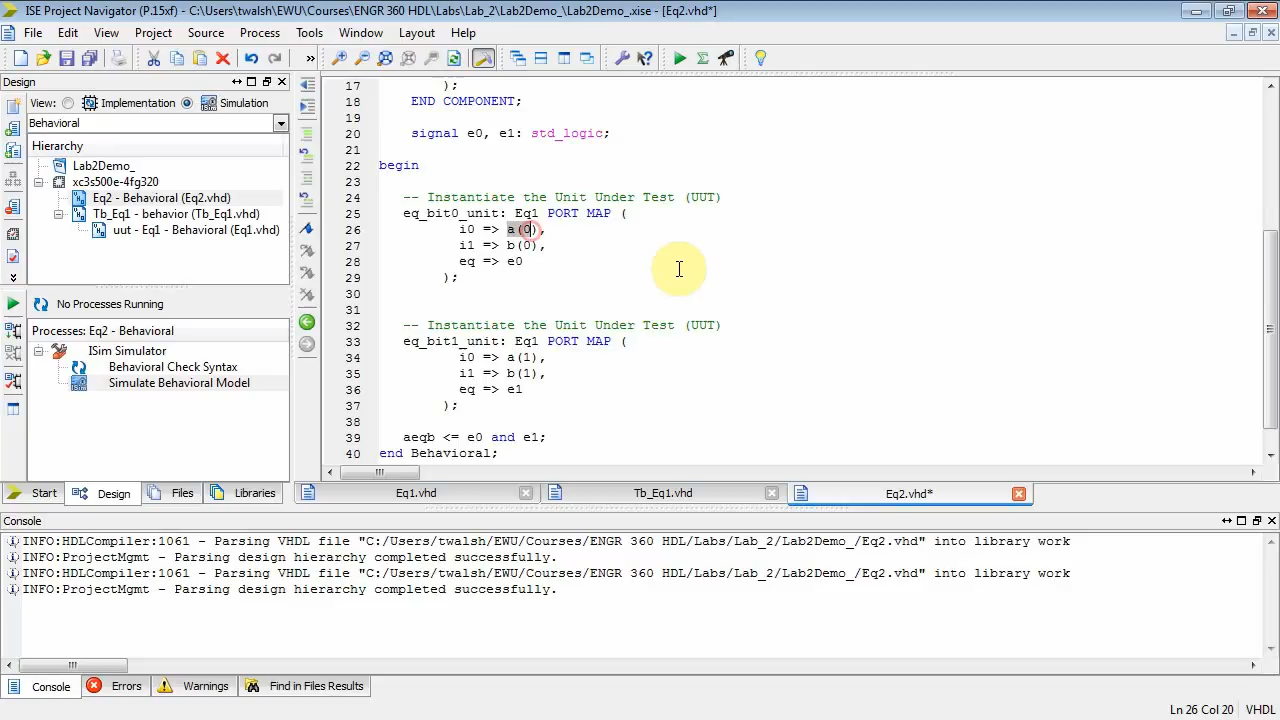 ISE Project Navigator (P.15xf) - C:\Users\twalsh\EWU\Courses\ENGR 360 HDL\Labs\Lab_2\Lab2Demo_\Lab2Demo_.xise - [Eq2.vhd*]
File Edit View Project Source Process Tools Window Layout Help
Design
View: Implementation Simulation
Behavioral
Hierarchy
Lab2Demo_
xc3s500e-4fg320
Eq2 - Behavioral (Eq2.vhd)
Tb_Eq1 - behavior (Tb_Eq1.vhd)
uut - Eq1 - Behavioral (Eq1.vhd)
No Processes Running
Processes: Eq2 - Behavioral
ISim Simulator
Behavioral Check Syntax
Simulate Behavioral Model
Start Design Files Libraries
17 );
18 END COMPONENT;
19
20 signal e0, e1: std_logic;
21
22 begin
23
24 -- Instantiate the Unit Under Test (UUT)
25 eq_bit0_unit: Eq1 PORT MAP (
26 i0 => a(0),
27 i1 => b(0),
28 eq => e0
29 );
30
31
32 -- Instantiate the Unit Under Test (UUT)
33 eq_bit1_unit: Eq1 PORT MAP (
34 i0 => a(1),
35 i1 => b(1),
36 eq => e1
37 );
38
39 aeqb <= e0 and e1;
40 end Behavioral;
Eq1.vhd Tb_Eq1.vhd Eq2.vhd*
Console
INFO:HDLCompiler:1061 - Parsing VHDL file "C:/Users/twalsh/EWU/Courses/ENGR 360 HDL/Labs/Lab_2/Lab2Demo_/Eq2.vhd" into library work
INFO:ProjectMgmt - Parsing design hierarchy completed successfully.
INFO:HDLCompiler:1061 - Parsing VHDL file "C:/Users/twalsh/EWU/Courses/ENGR 360 HDL/Labs/Lab_2/Lab2Demo_/Eq2.vhd" into library work
INFO:ProjectMgmt - Parsing design hierarchy completed successfully.
Console Errors Warnings Find in Files Results
Ln 26 Col 20 VHDL